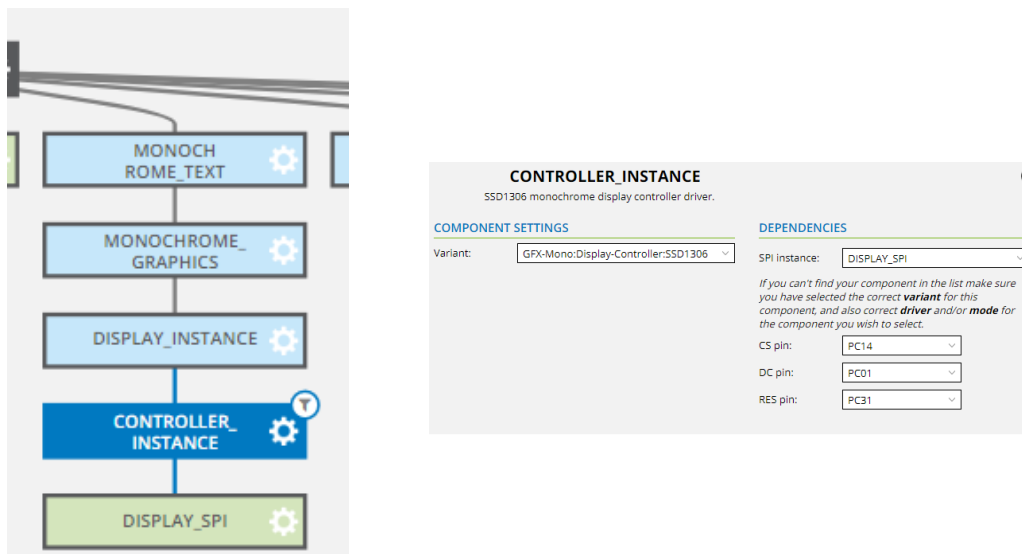 MONOCH
ROME_TEXT
MONOCHROME_
GRAPHICS
DISPLAY_INSTANCE
CONTROLLER_
INSTANCE
DISPLAY_SPI
CONTROLLER_INSTANCE
SSD1306 monochrome display controller driver.
COMPONENT SETTINGS
Variant: GFX-Mono:Display-Controller:SSD1306
DEPENDENCIES
SPI instance: DISPLAY_SPI
If you can't find your component in the list make sure
you have selected the correct variant for this
component, and also correct driver and/or mode for
the component you wish to select.
CS pin: PC14
DC pin: PC01
RES pin: PC31